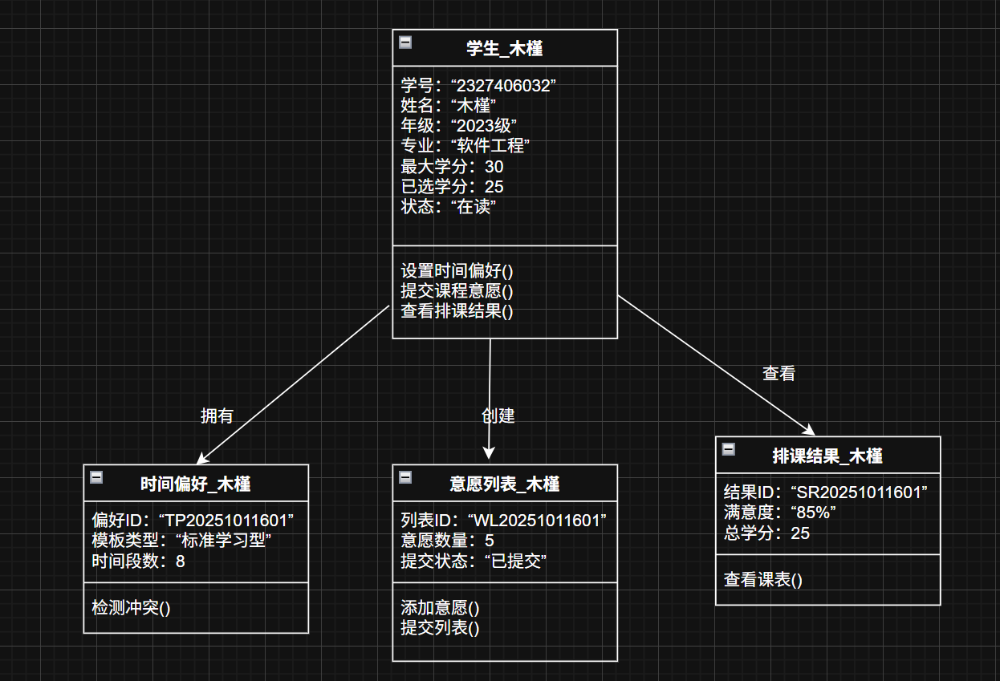 学生_木槿
学号：“2327406032”
姓名：“木槿”
年级：“2023级”
专业：“软件工程”
最大学分：30
已选学分：25
状态：“在读”
设置时间偏好()
提交课程意愿()
查看排课结果()
拥有
创建
查看
时间偏好_木槿
偏好ID：“TP20251011601”
模板类型：“标准学习型”
时间段数：8
检测冲突()
意愿列表_木槿
列表ID：“WL20251011601”
意愿数量：5
提交状态：“已提交”
添加意愿()
提交列表()
排课结果_木槿
结果ID：“SR20251011601”
满意度：“85%”
总学分：25
查看课表()